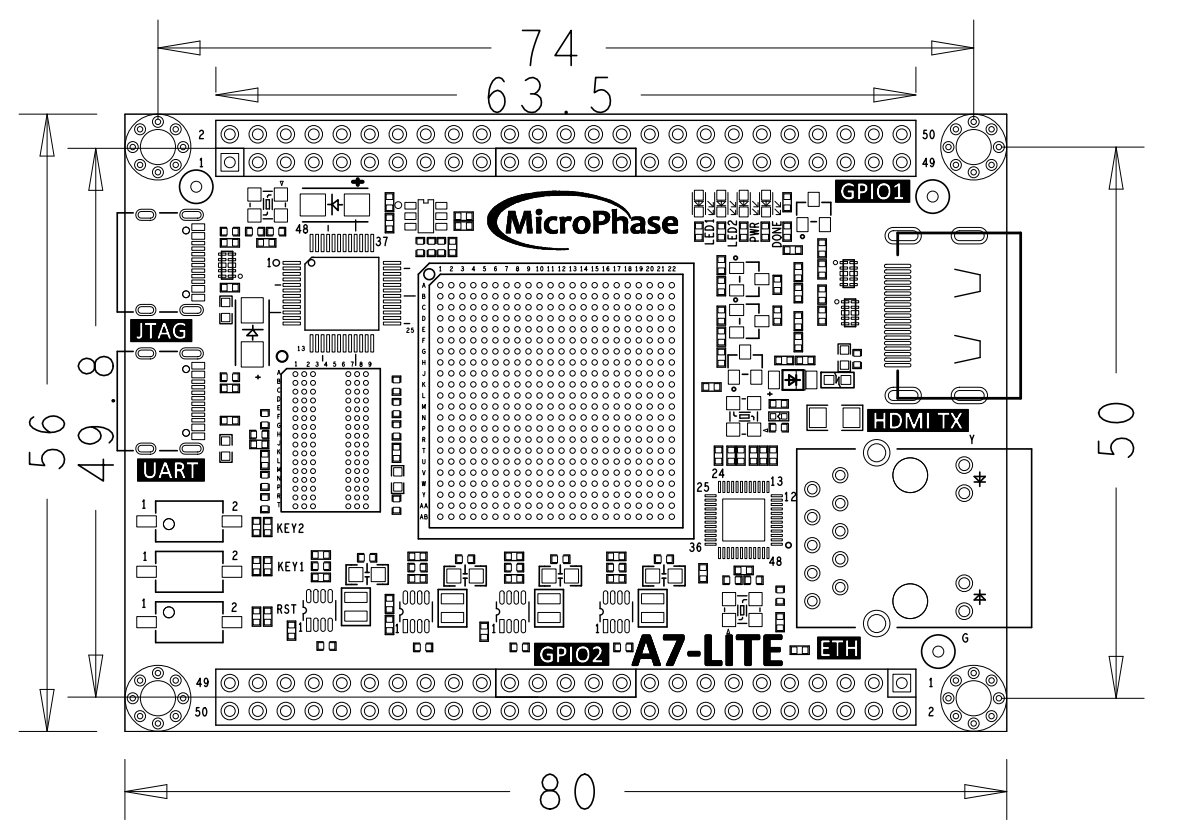 74
63.5
2
50
1
49
GPIO1
MicroPhase
LED1
LED2
PWR
DONE
48
37
1
25
13
1 2 3 4 5 6 7 8 9 10 11 12 13 14 15 16 17 18 19 20 21 22
A
B
C
D
E
F
G
H
J
K
L
M
N
P
R
T
U
V
W
Y
AA
AB
JTAG
1 2 3 4 5 6 7 8 9
A
B
C
D
E
F
G
H
J
K
L
M
N
P
R
T
56
49.8
50
UART
HDMI TX
Y
24
13
25
12
36
48
1 2
KEY2
1 2
KEY1
1 2
RST
1
1
1
1
GPIO2
A7-LITE
ETH
G
49
1
50
2
80